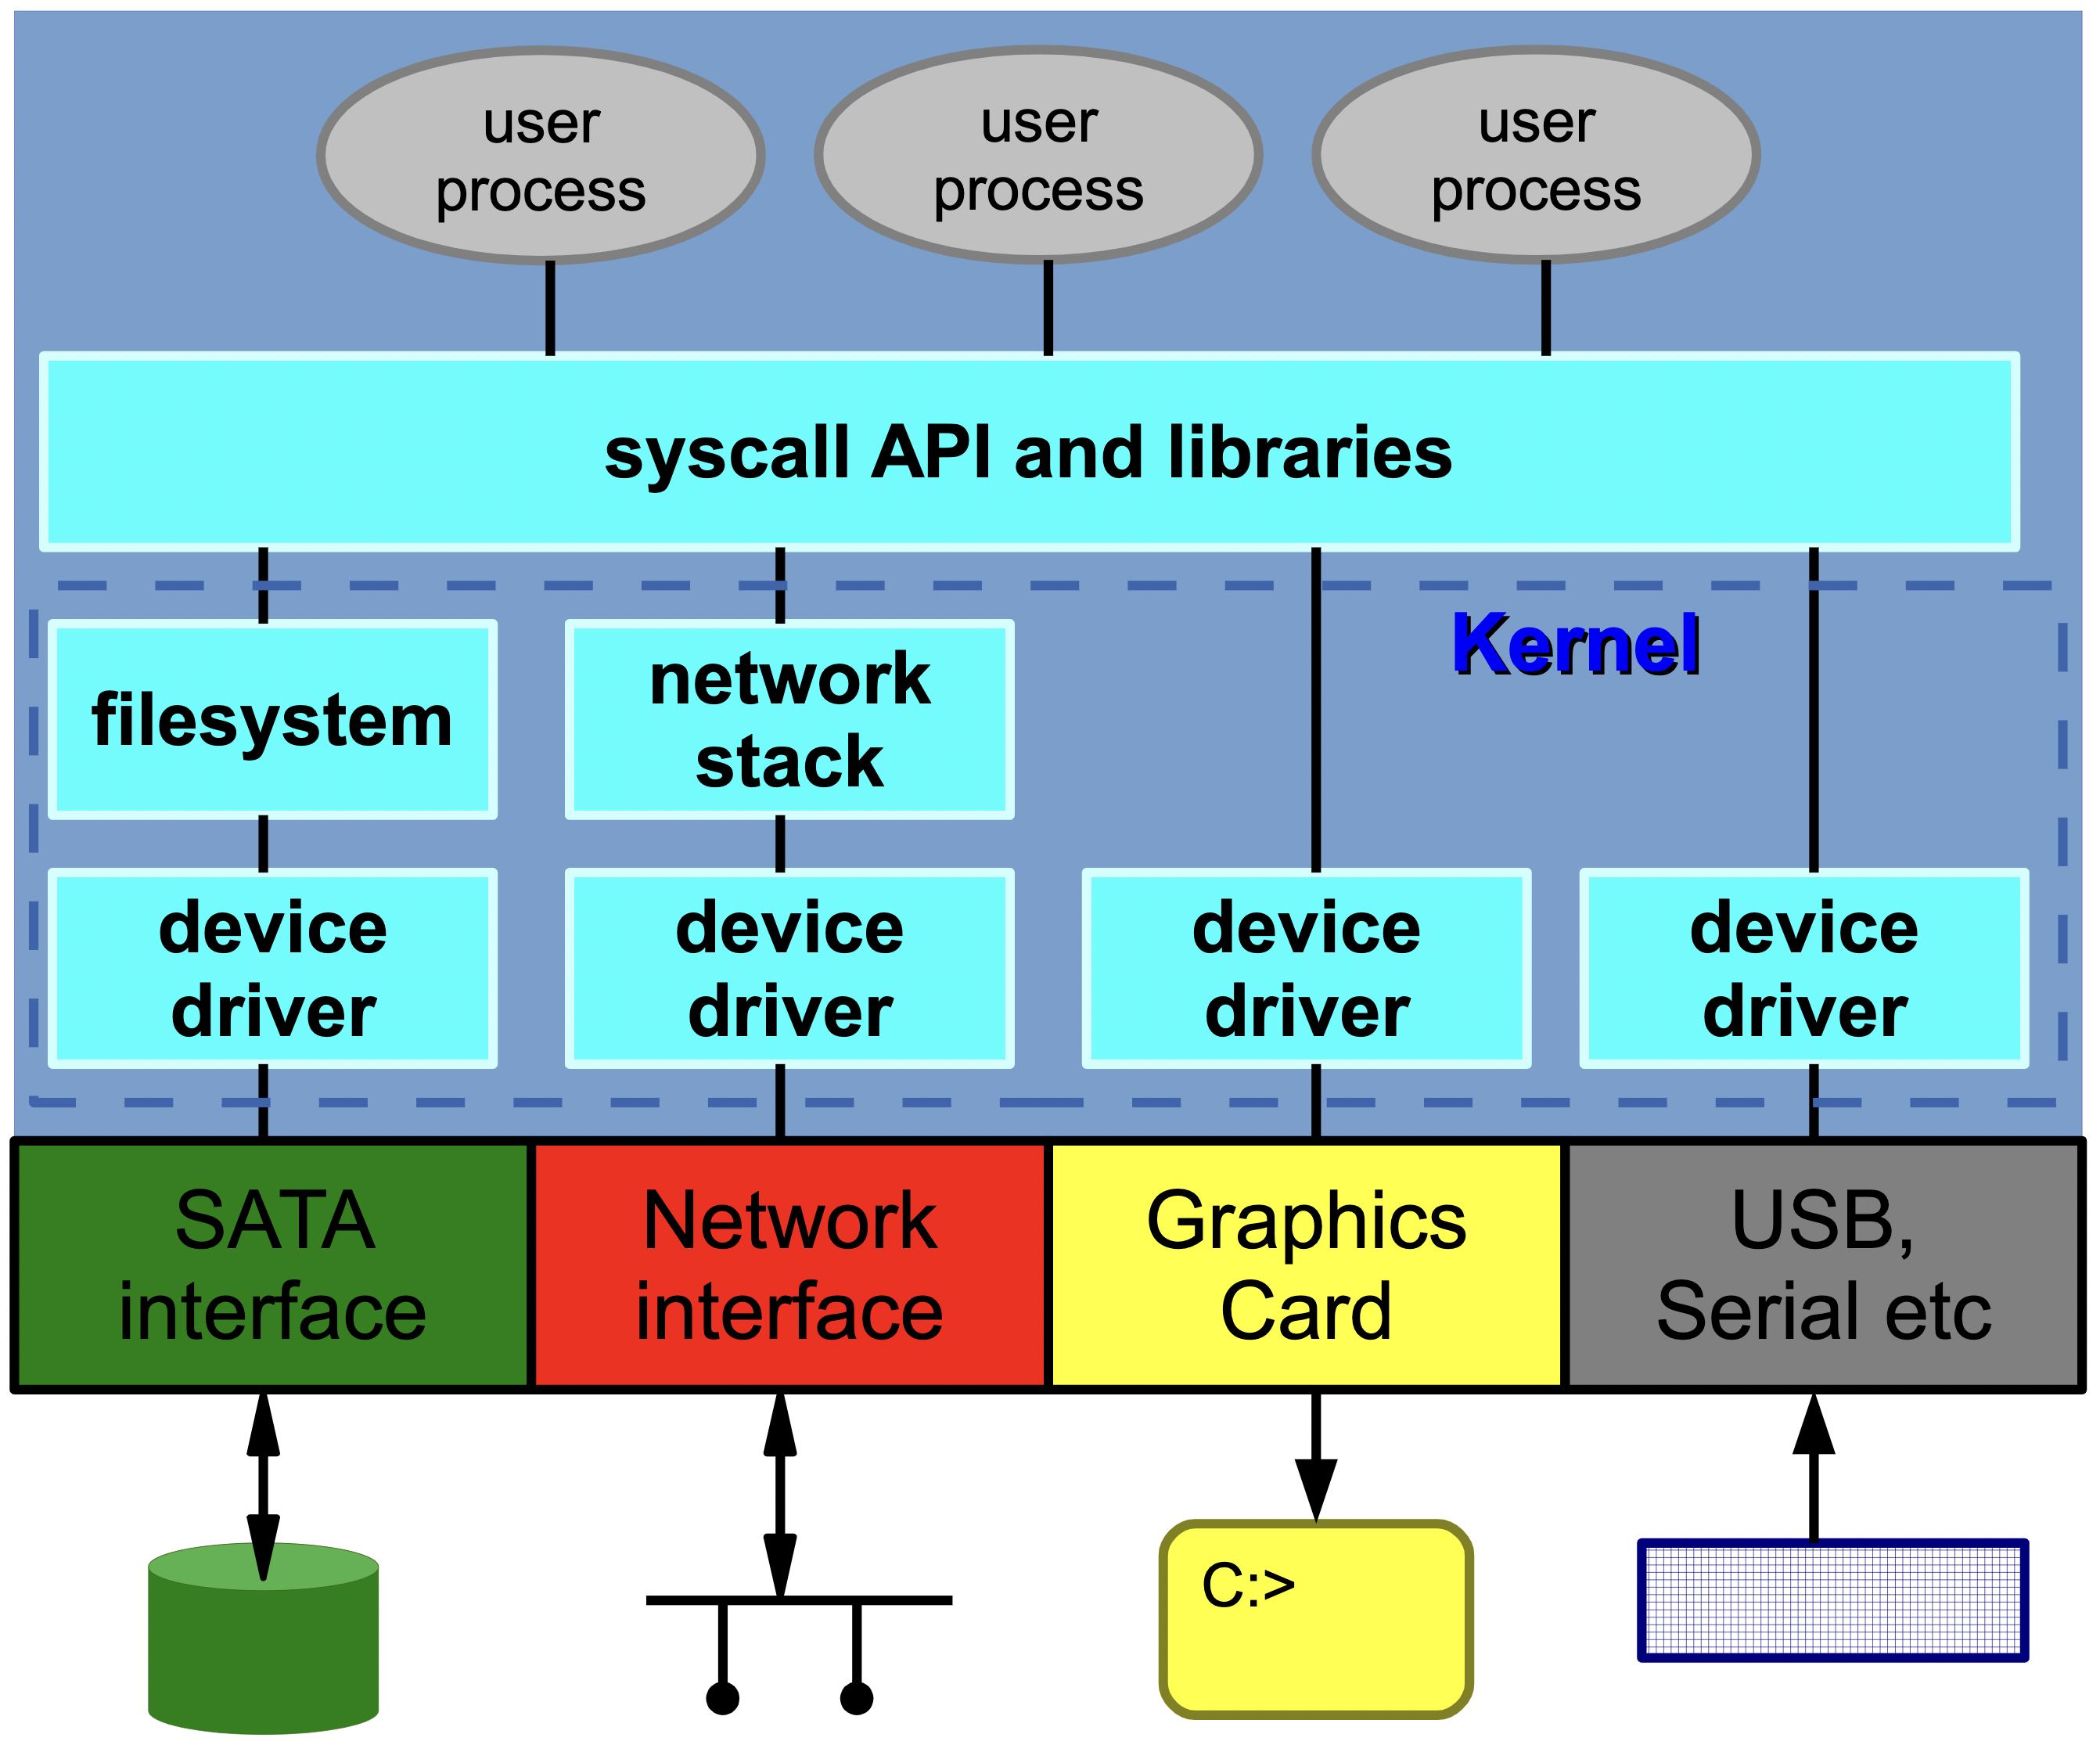 user
process
user
process
user
process
syscall API and libraries
Kernel
filesystem
network
stack
device
driver
device
driver
device
driver
device
driver
SATA
interface
Network
interface
Graphics
Card
USB,
Serial etc
C:>